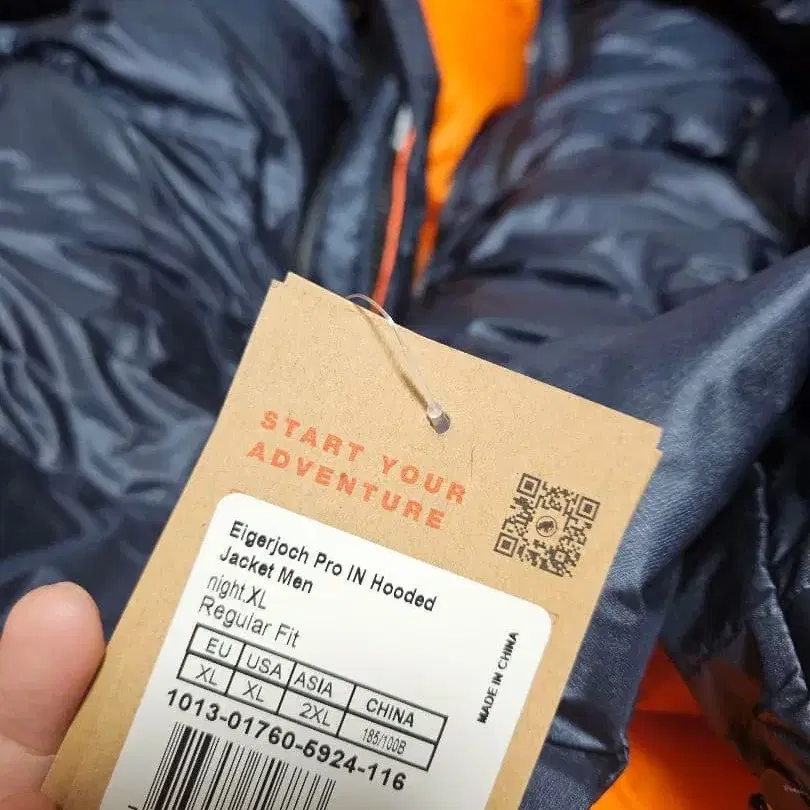 START YOUR
ADVENTURE
Eigerjoch Pro IN Hooded
Jacket Men
night.XL
Regular Fit
EU USA ASIA CHINA
XL XL 2XL 185/100B
1013-01760-5924-116
MADE IN CHINA